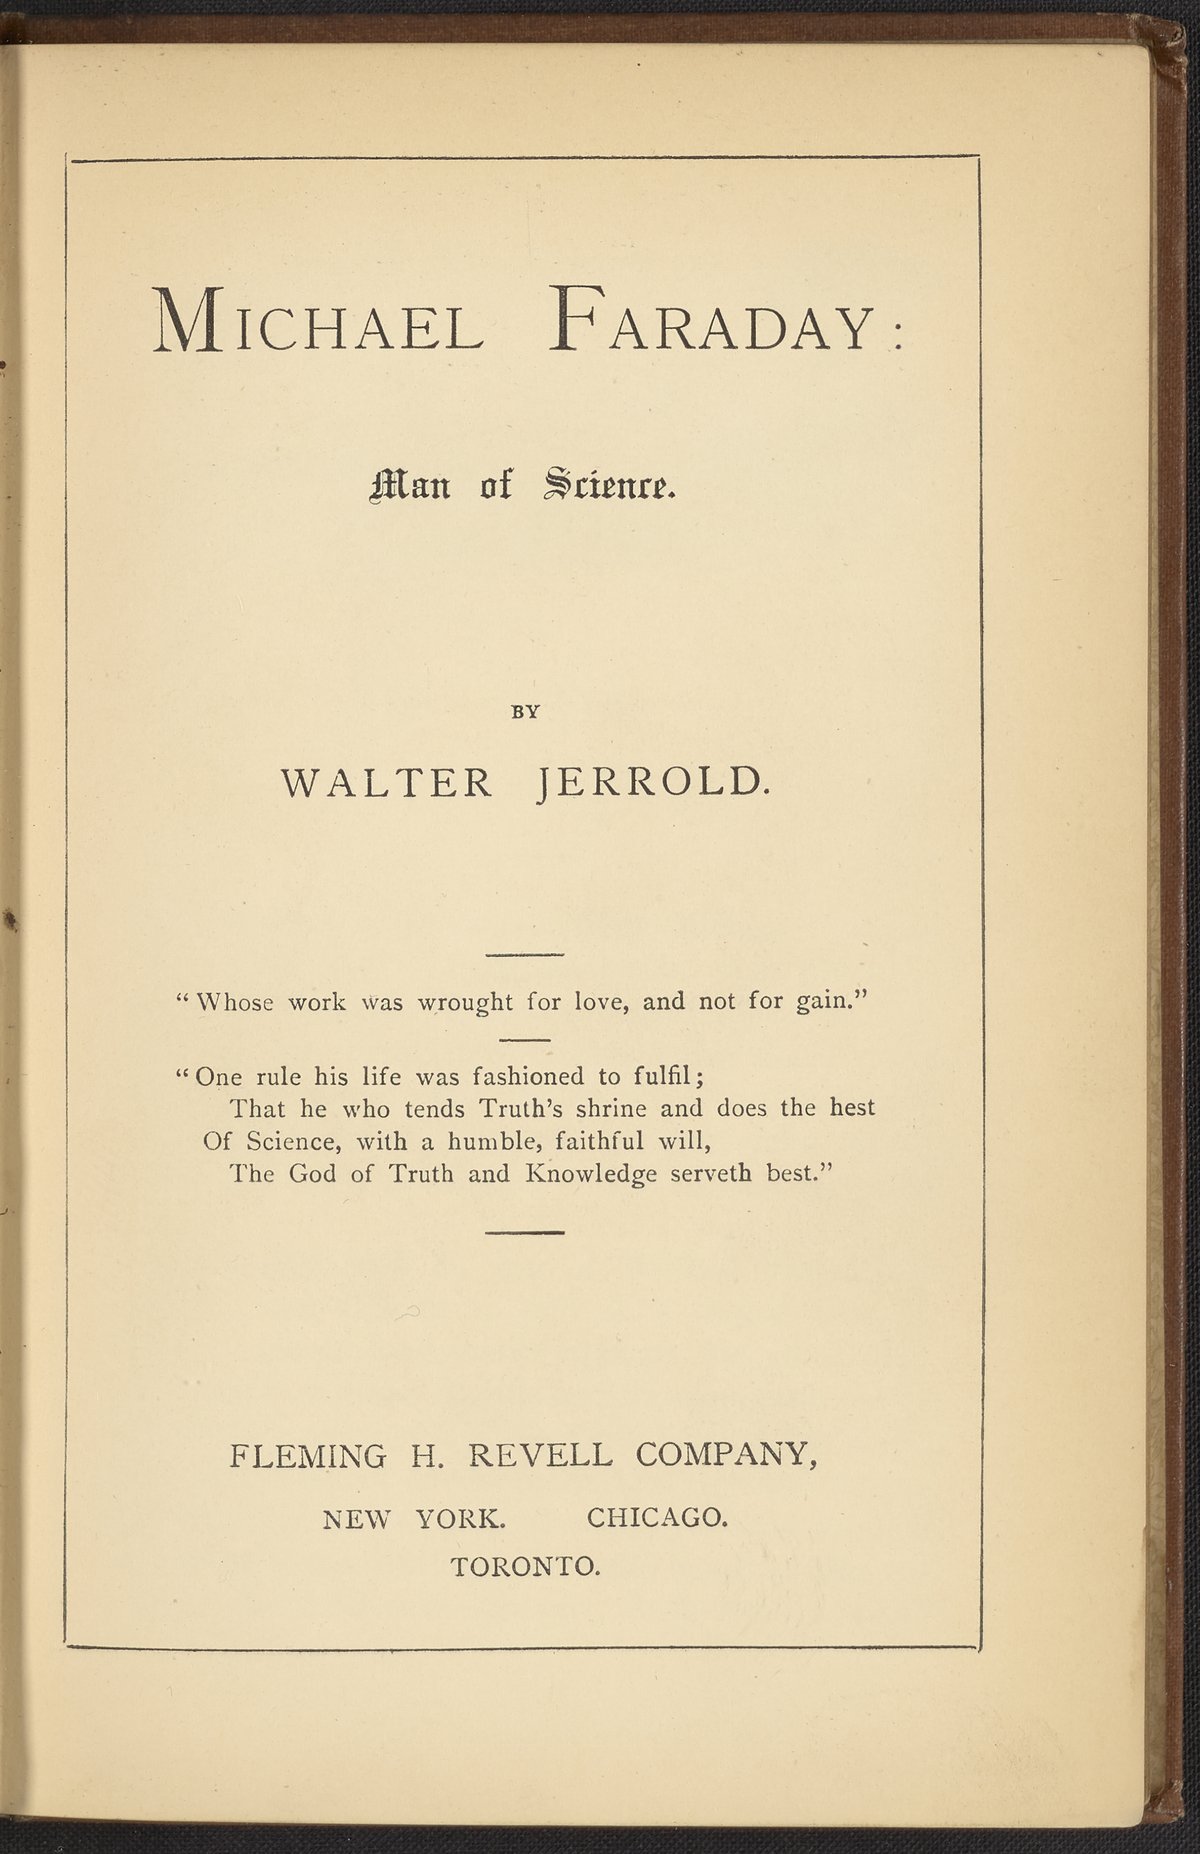 MICHAEL FARADAY:
Man of Science.
BY
WALTER JERROLD.
“Whose work was wrought for love, and not for gain.”
“One rule his life was fashioned to fulfil;
That he who tends Truth’s shrine and does the hest
Of Science, with a humble, faithful will,
The God of Truth and Knowledge serveth best.”
FLEMING H. REVELL COMPANY,
NEW YORK. CHICAGO.
TORONTO.